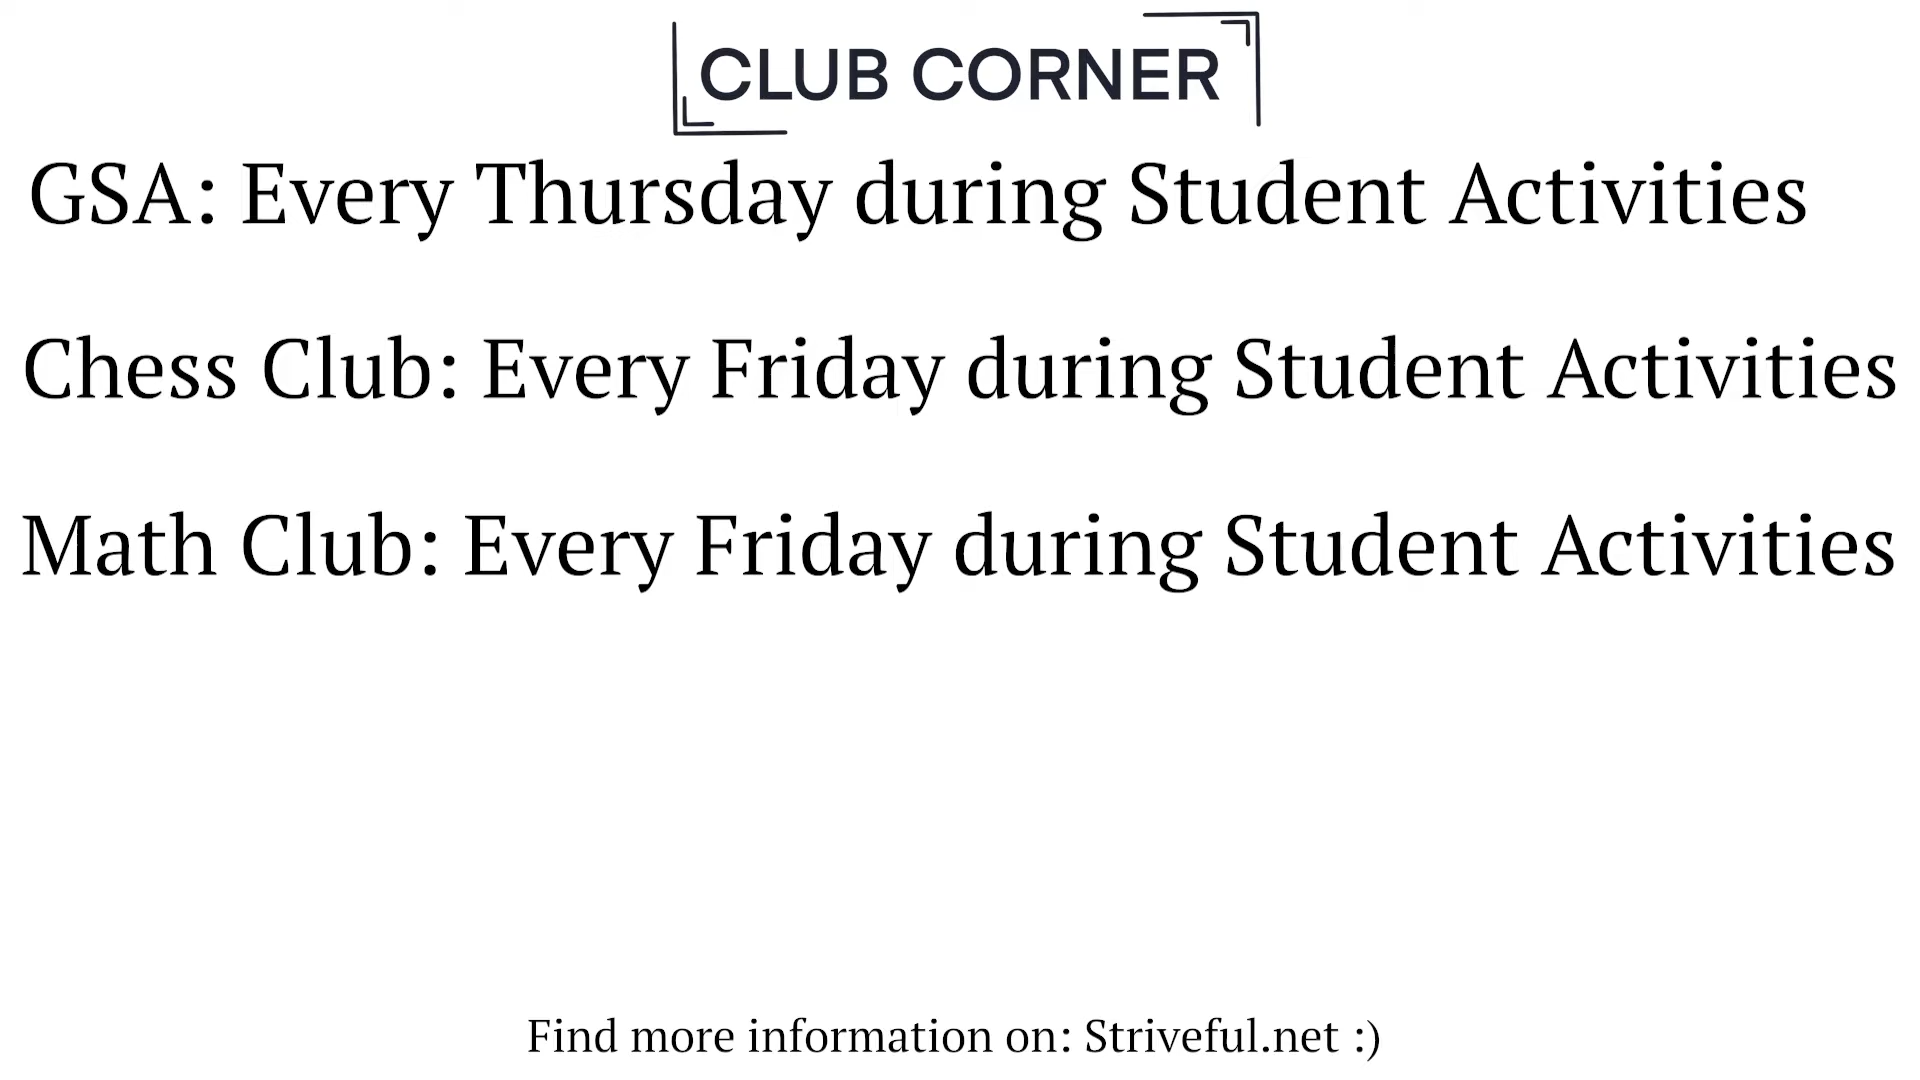 CLUB CORNER
GSA: Every Thursday during Student Activities
Chess Club: Every Friday during Student Activities
Math Club: Every Friday during Student Activities
Find more information on: Striveful.net :)